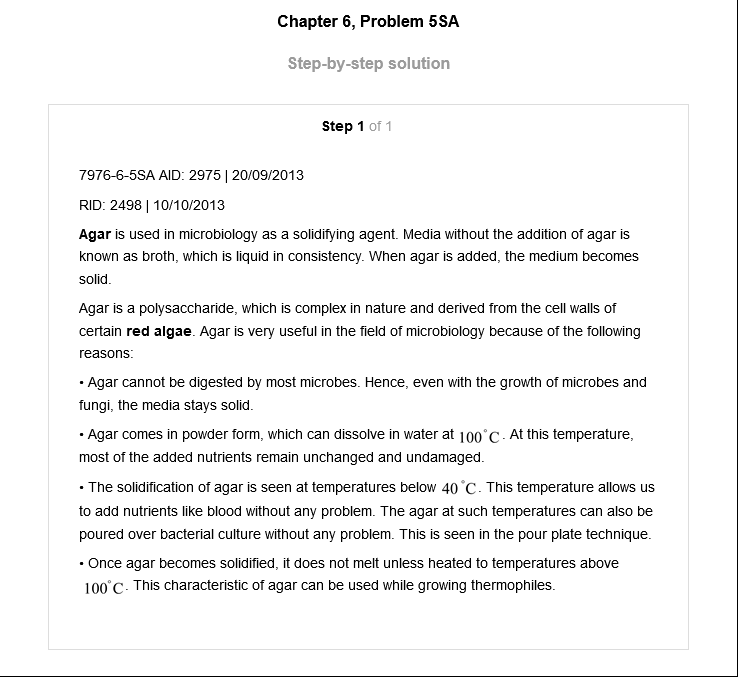 Chapter 6, Problem 5SA
Step-by-step solution
Step 1 of 1
7976-6-5SA AID: 2975 | 20/09/2013
RID: 2498 | 10/10/2013
Agar is used in microbiology as a solidifying agent. Media without the addition of agar is
known as broth, which is liquid in consistency. When agar is added, the medium becomes
solid.
Agar is a polysaccharide, which is complex in nature and derived from the cell walls of
certain red algae. Agar is very useful in the field of microbiology because of the following
reasons:
• Agar cannot be digested by most microbes. Hence, even with the growth of microbes and
fungi, the media stays solid.
• Agar comes in powder form, which can dissolve in water at 100°C. At this temperature,
most of the added nutrients remain unchanged and undamaged.
• The solidification of agar is seen at temperatures below 40°C. This temperature allows us
to add nutrients like blood without any problem. The agar at such temperatures can also be
poured over bacterial culture without any problem. This is seen in the pour plate technique.
• Once agar becomes solidified, it does not melt unless heated to temperatures above
100°C. This characteristic of agar can be used while growing thermophiles.